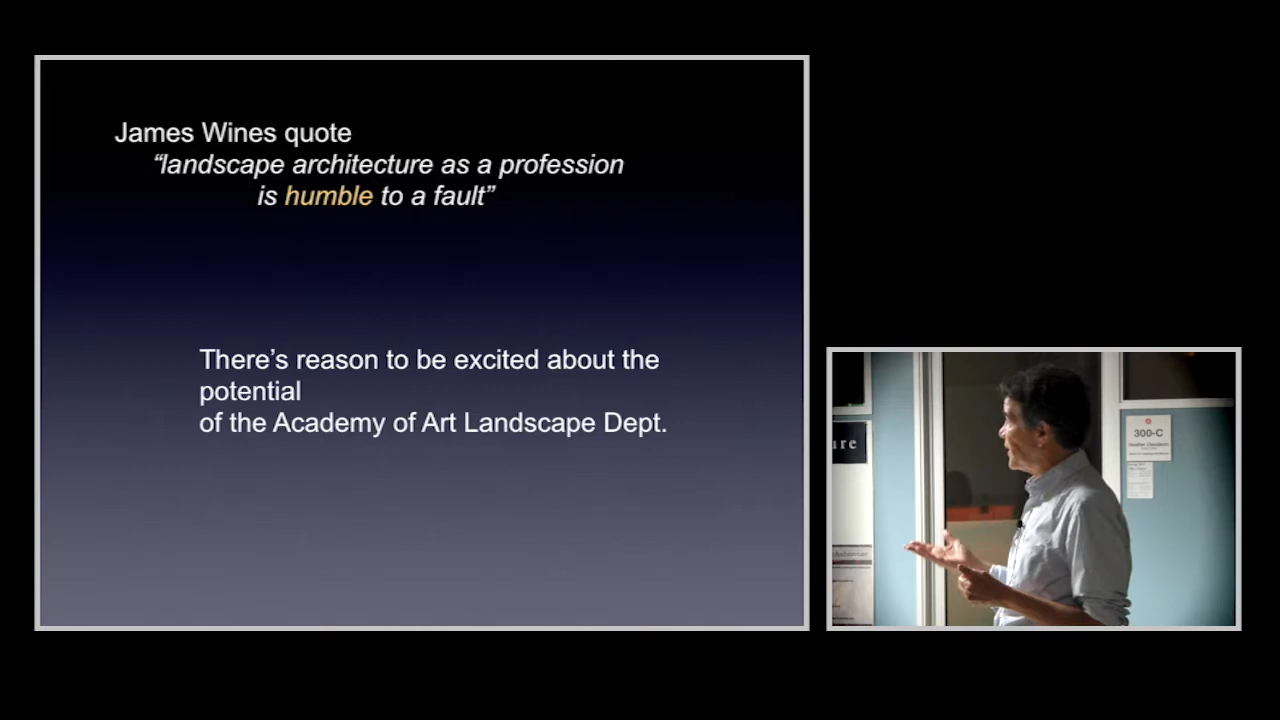 James Wines quote
“landscape architecture as a profession
is humble to a fault”
There’s reason to be excited about the
potential
of the Academy of Art Landscape Dept.
ure
300-C